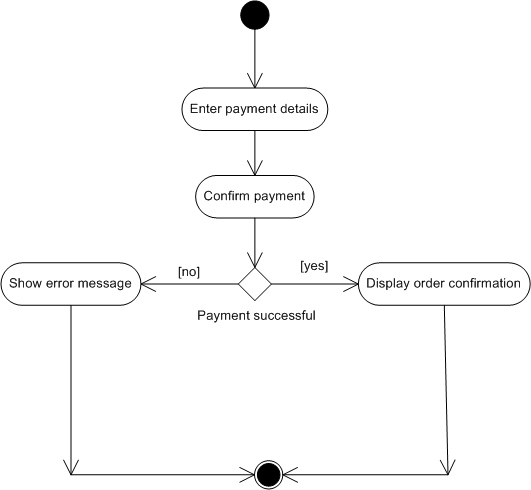 Enter payment details
Confirm payment
[no]
[yes]
Show error message
Display order confirmation
Payment successful